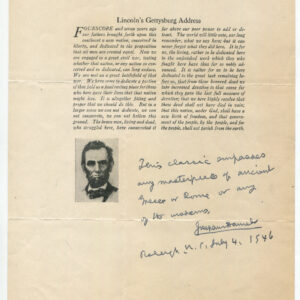 Lincoln's Gettysburg Address
FOURSCORE and seven years ago
our fathers brought forth upon this
continent a new nation, conceived in
liberty, and dedicated to the proposition
that all men are created equal. Now we
are engaged in a great civil war, testing
whether that nation, or any nation so con-
ceived and so dedicated, can long endure.
We are met on a great battlefield of that
war. We have come to dedicate a portion
of that field as a final resting place for those
who here gave their lives that that nation
might live. It is altogether fitting and
proper that we should do this. But in a
larger sense we cannot dedicate, we cannot
consecrate, we cannot hallow this
ground. The brave men, living and dead,
who struggled here, have consecrated it
far above our poor power to add or de-
tract. The world will little note, nor long
remember, what we say here; but it can
never forget what they did here. It is for
us, the living, rather to be dedicated here
to the unfinished work which they who
fought here have thus far so nobly ad-
vanced. It is rather for us to be here
dedicated to the great task remaining be-
fore us, that from these honored dead we
take increased devotion to that cause for
which they gave the last full measure of
devotion; that we here highly resolve that
these dead shall not have died in vain;
that this nation, under God, shall have a
new birth of freedom, and that govern-
ment of the people, by the people, and for
the people, shall not perish from the earth.
This classic surpasses
any masterpiece of ancient
Greece or Rome or any
of the moderns.
Josephus Daniels
Raleigh N.C. July 4, 1946